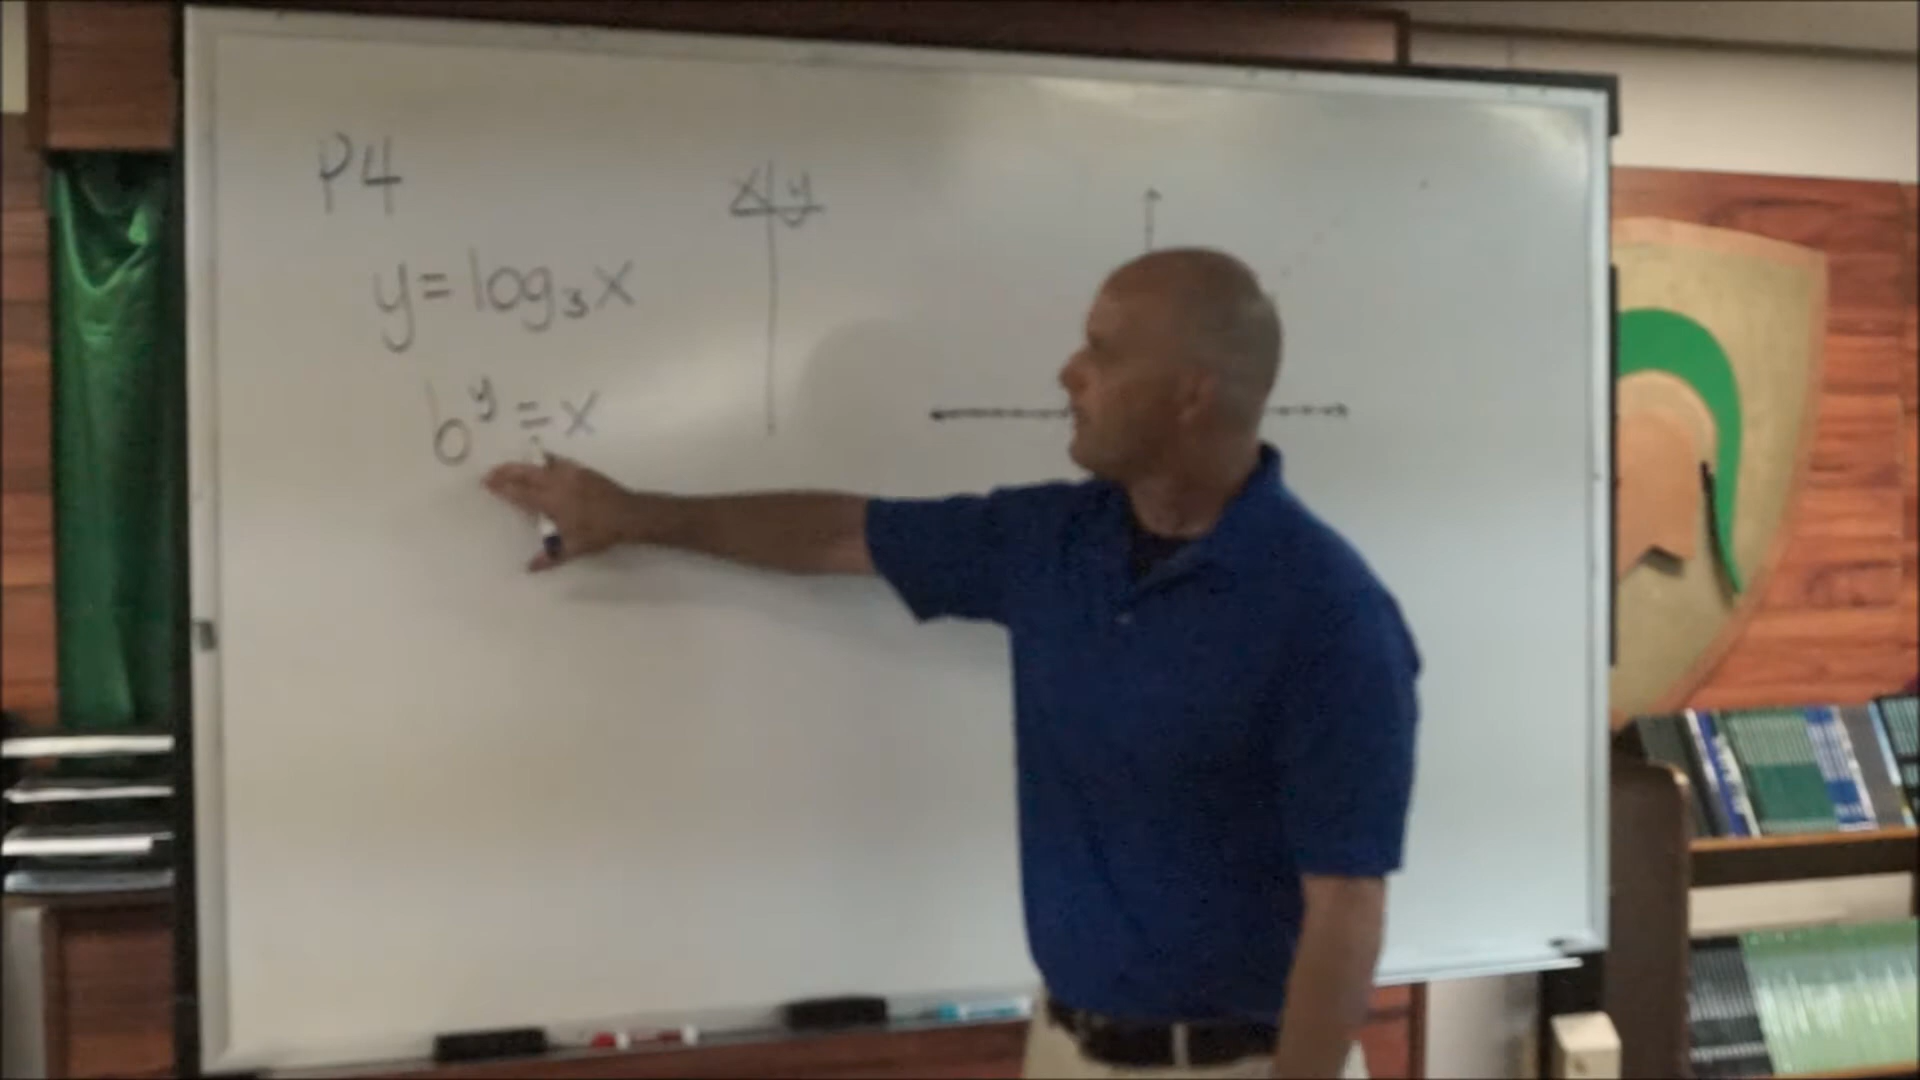 P4
x y
y = log₃x
b^y = x